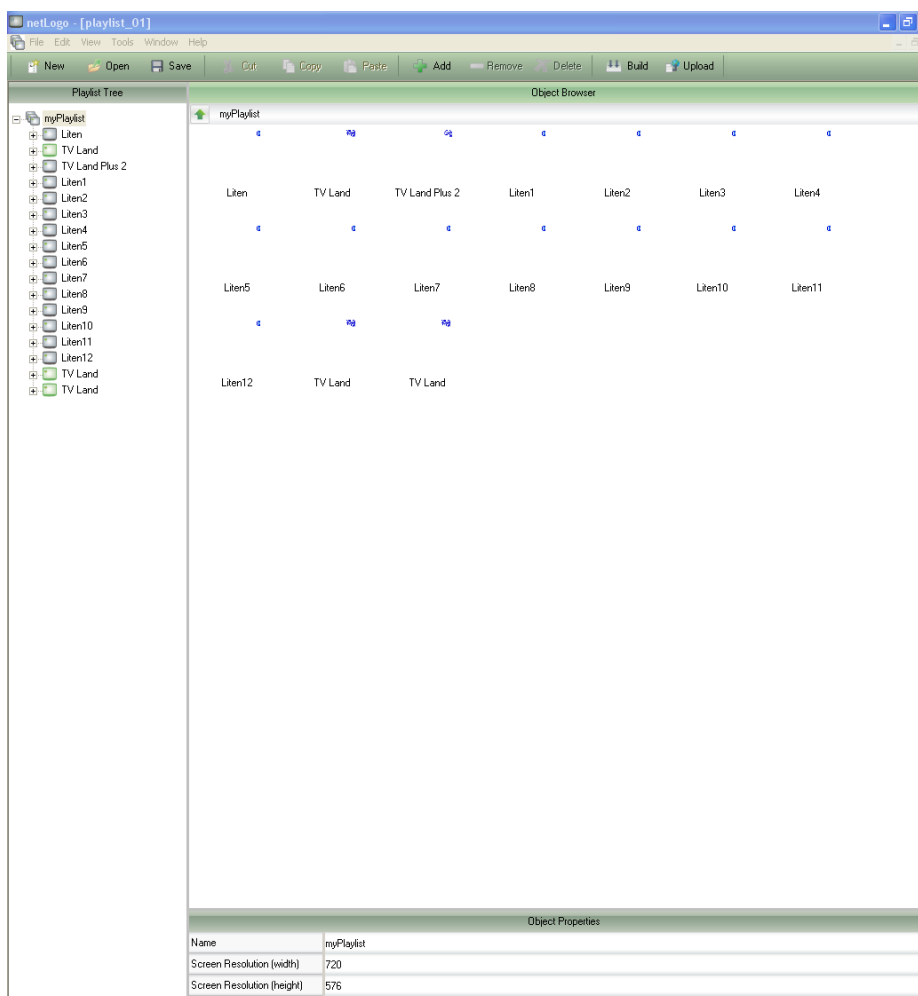 netLogo - [playlist_01]
File Edit View Tools Window Help
New Open Save Cut Copy Paste Add Remove Delete Build Upload
Playlist Tree
myPlaylist
Liten
TV Land
TV Land Plus 2
Liten1
Liten2
Liten3
Liten4
Liten5
Liten6
Liten7
Liten8
Liten9
Liten10
Liten11
Liten12
TV Land
TV Land
Object Browser
myPlaylist
Liten TV Land TV Land Plus 2 Liten1 Liten2 Liten3 Liten4
Liten5 Liten6 Liten7 Liten8 Liten9 Liten10 Liten11
Liten12 TV Land TV Land
Object Properties
Name myPlaylist
Screen Resolution (width) 720
Screen Resolution (height) 576